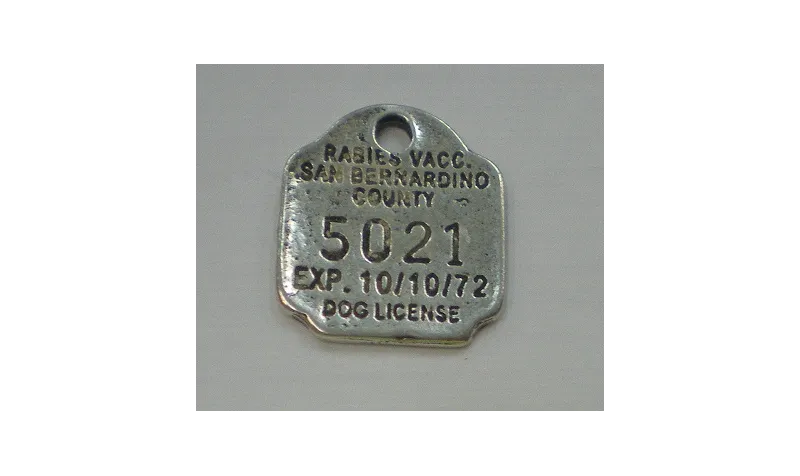 RABIES VACC.
SAN BERNARDINO
COUNTY
5021
EXP. 10/10/72
DOG LICENSE